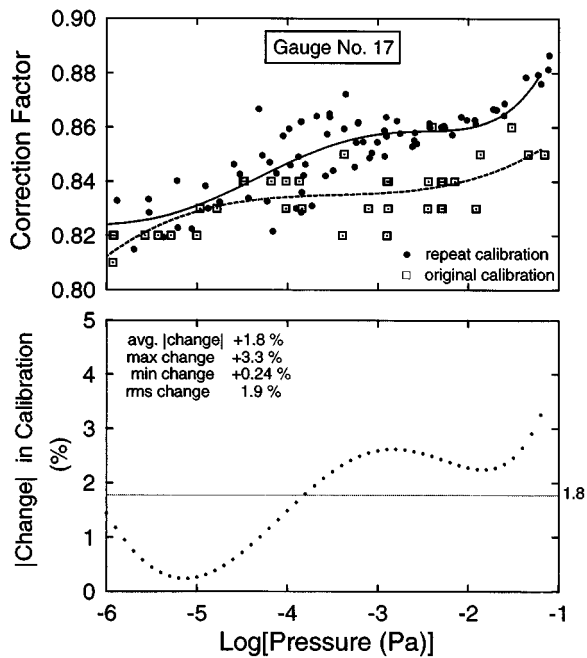 0.90
0.88
0.86
0.84
0.82
0.80
Correction Factor
Gauge No. 17
repeat calibration
original calibration
5
4
3
2
1
0
|Change| in Calibration
(%)
avg. |change| +1.8 %
max change +3.3 %
min change +0.24 %
rms change 1.9 %
1.8
-6 -5 -4 -3 -2 -1
Log[Pressure (Pa)]